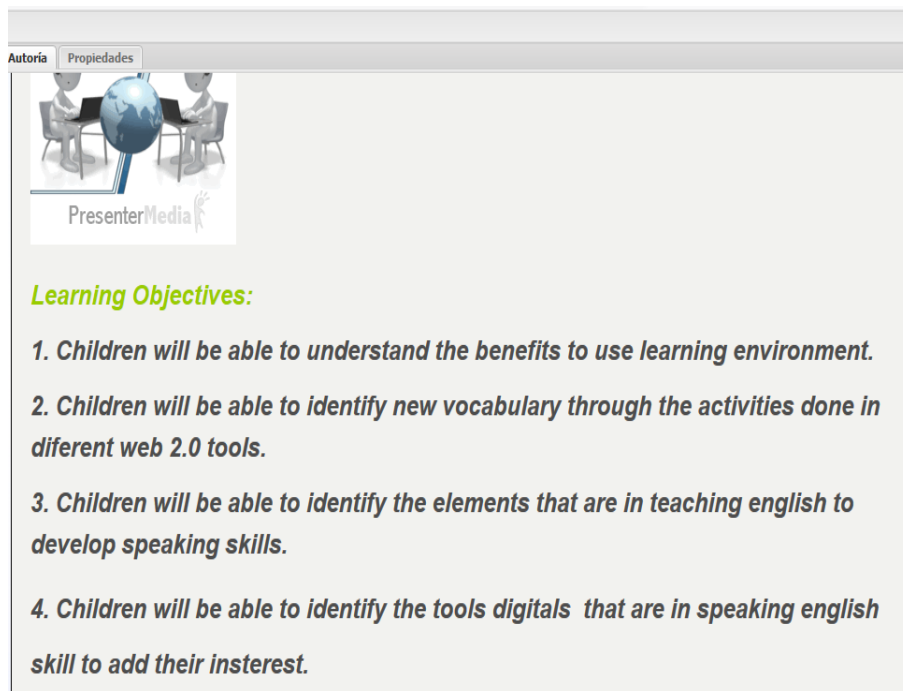 Autoría Propiedades
PresenterMedia
Learning Objectives:
1. Children will be able to understand the benefits to use learning environment.
2. Children will be able to identify new vocabulary through the activities done in
diferent web 2.0 tools.
3. Children will be able to identify the elements that are in teaching english to
develop speaking skills.
4. Children will be able to identify the tools digitals  that are in speaking english
skill to add their insterest.